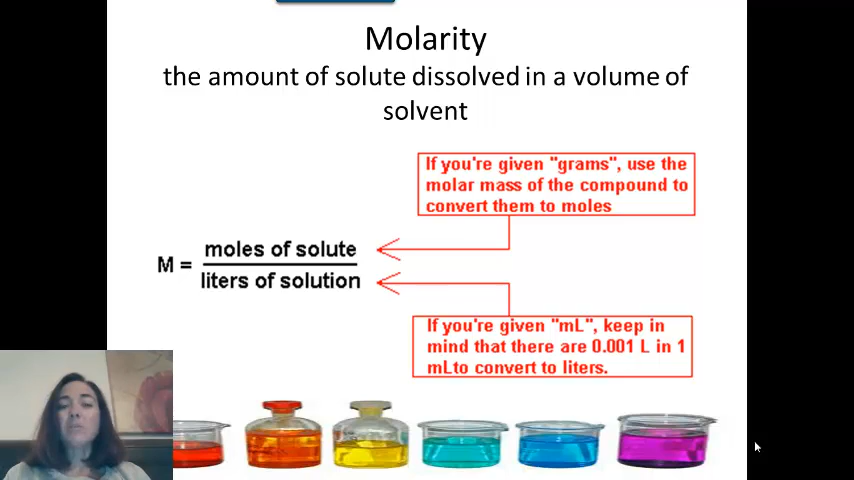 Molarity
the amount of solute dissolved in a volume of
solvent
If you're given "grams", use the
molar mass of the compound to
convert them to moles
M = moles of solute
liters of solution
If you're given "mL", keep in
mind that there are 0.001 L in 1
mLto convert to liters.